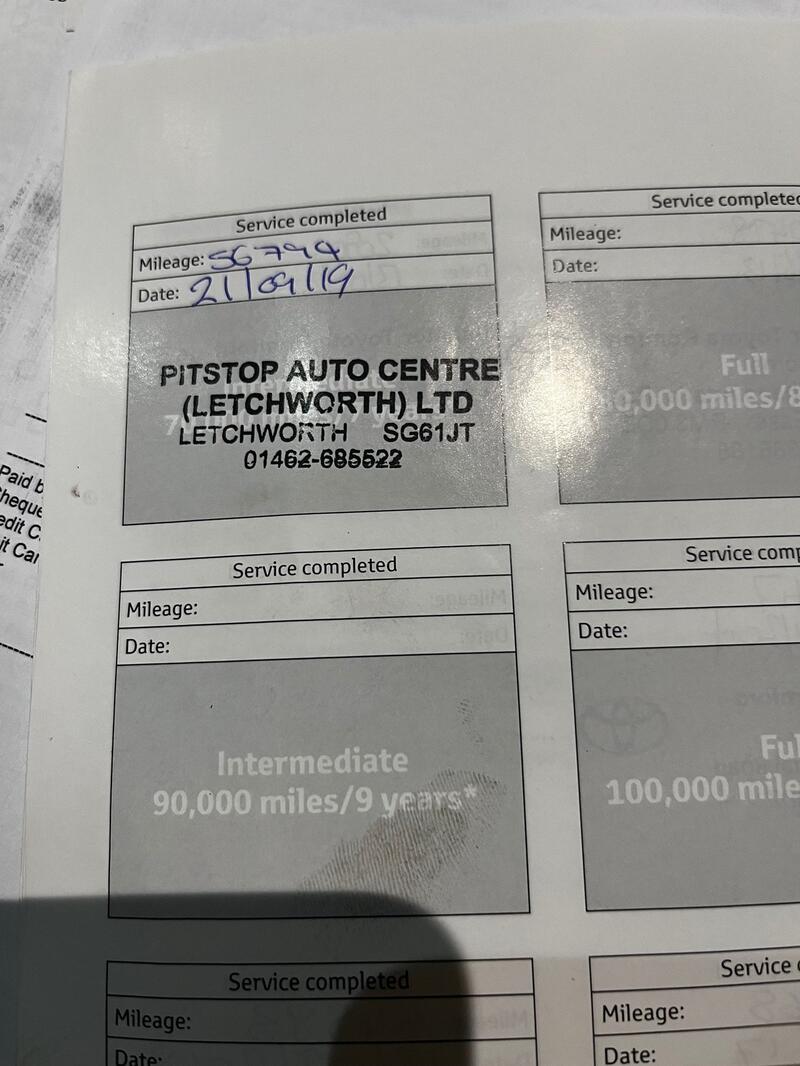 Service completed
Mileage: 56794
Date: 21/09/19
PITSTOP AUTO CENTRE
(LETCHWORTH) LTD
LETCHWORTH SG61JT
01462-685522
Service completed
Mileage:
Date:
Full
0,000 miles/8
Service completed
Mileage:
Date:
Intermediate
90,000 miles/9 years*
Service comp
Mileage:
Date:
Ful
100,000 mile
Service completed
Mileage:
Date:
Service
Mileage:
Date:
Paid b
heque
edit C
it Car